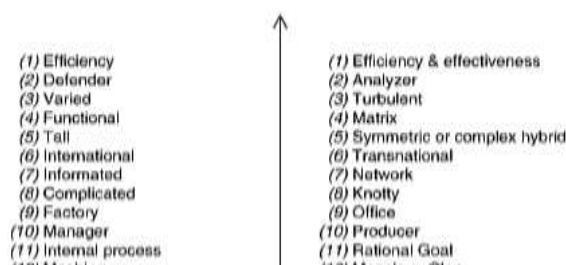 (1) Efficiency
(2) Defender
(3) Varied
(4) Functional
(5) Tall
(6) International
(7) Informated
(8) Complicated
(9) Factory
(10) Manager
(11) Internal process
(1) Efficiency & effectiveness
(2) Analyzer
(3) Turbulent
(4) Matrix
(5) Symmetric or complex hybrid
(6) Transnational
(7) Network
(8) Knotty
(9) Office
(10) Producer
(11) Rational Goal